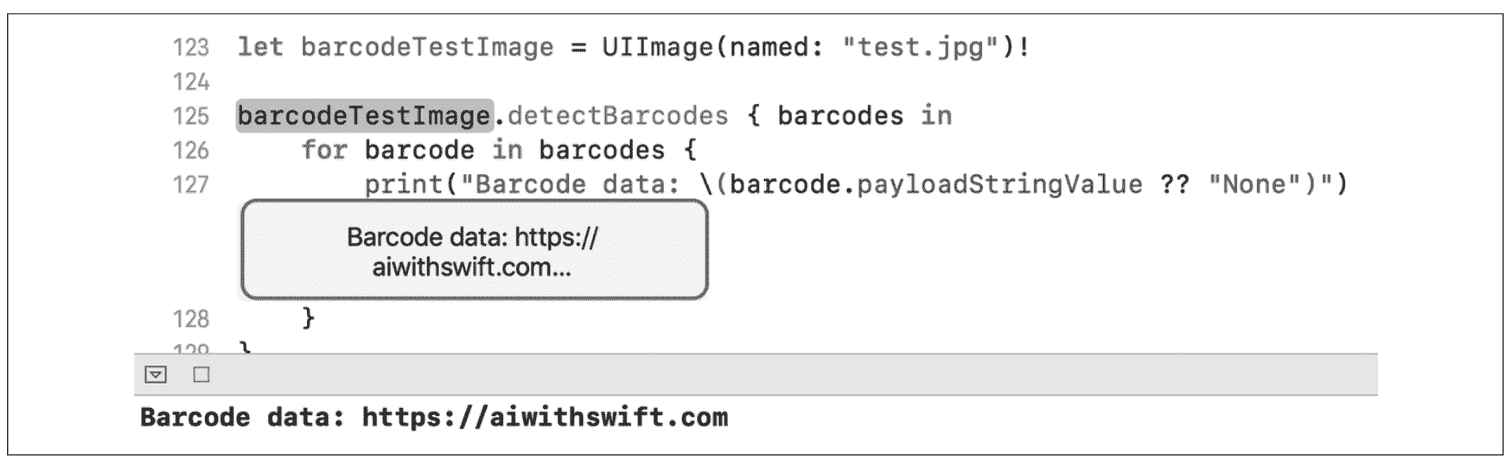 123 let barcodeTestImage = UIImage(named: "test.jpg")!
124
125 barcodeTestImage.detectBarcodes { barcodes in
126 for barcode in barcodes {
127 print("Barcode data: \(barcode.payloadStringValue ?? "None")")
Barcode data: https://
aiwithswift.com...
128 }
129 }
Barcode data: https://aiwithswift.com